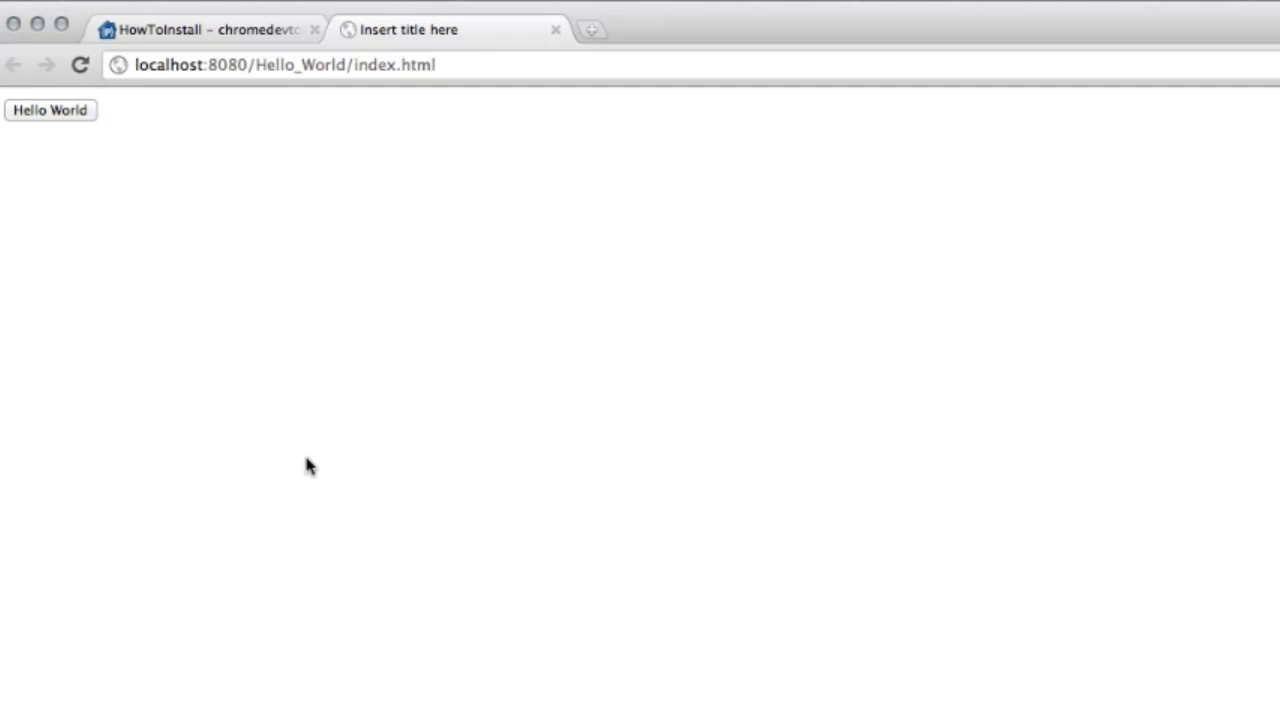 HowToInstall - chromedevto
Insert title here
localhost:8080/Hello_World/index.html
Hello World